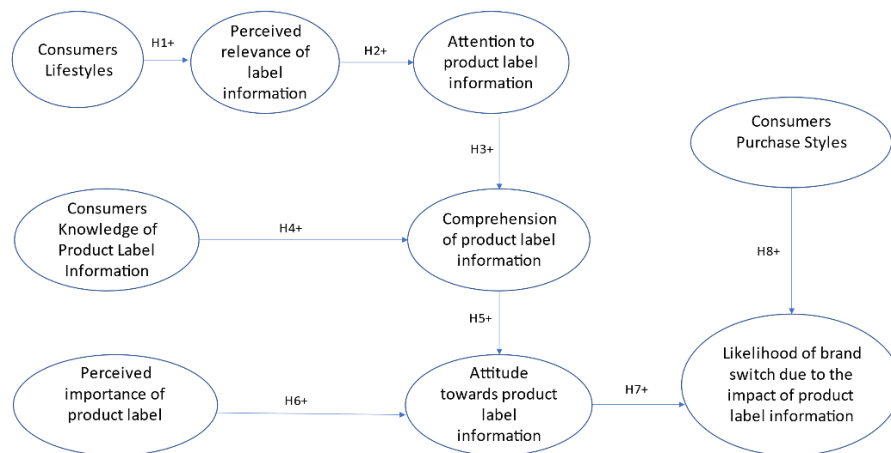 Consumers
Lifestyles
H1+
Perceived
relevance of
label
information
H2+
Attention to
product label
information
H3+
Consumers
Purchase Styles
Consumers
Knowledge of
Product Label
Information
H4+
Comprehension
of product label
information
H8+
H5+
Perceived
importance of
product label
H6+
Attitude
towards product
label
information
H7+
Likelihood of brand
switch due to the
impact of product
label information